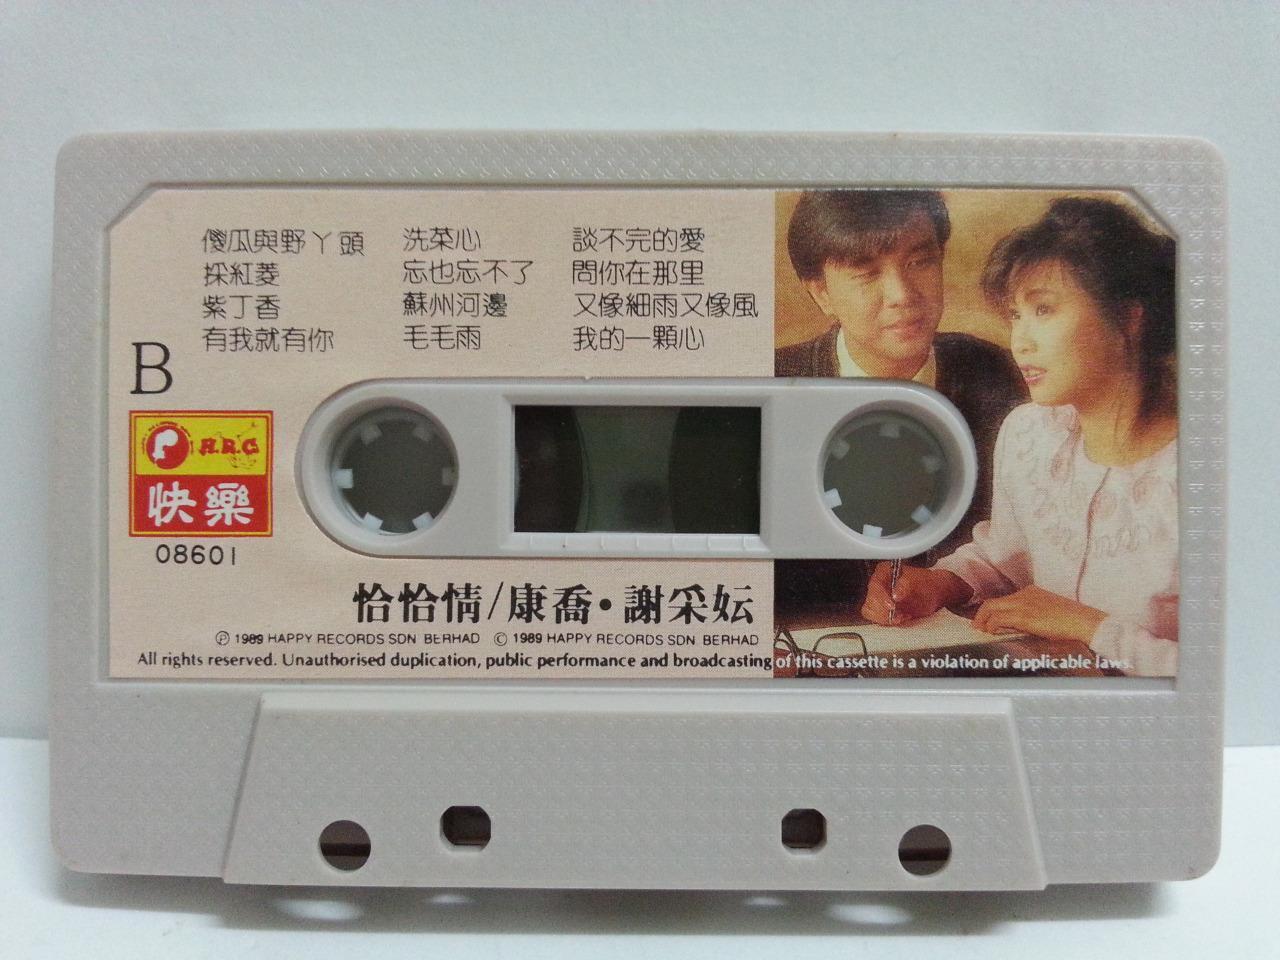 傻瓜與野丫頭
採紅菱
紫丁香
有我就有你
洗菜心
忘也忘不了
蘇州河邊
毛毛雨
談不完的愛
問你在那里
又像細雨又像風
我的一顆心
B
H.R.C
快樂
08601
恰恰情/康喬•謝采妘
Ⓟ 1989 HAPPY RECORDS SDN BERHAD © 1989 HAPPY RECORDS SDN BERHAD
All rights reserved. Unauthorised duplication, public performance and broadcasting of this cassette is a violation of applicable laws.